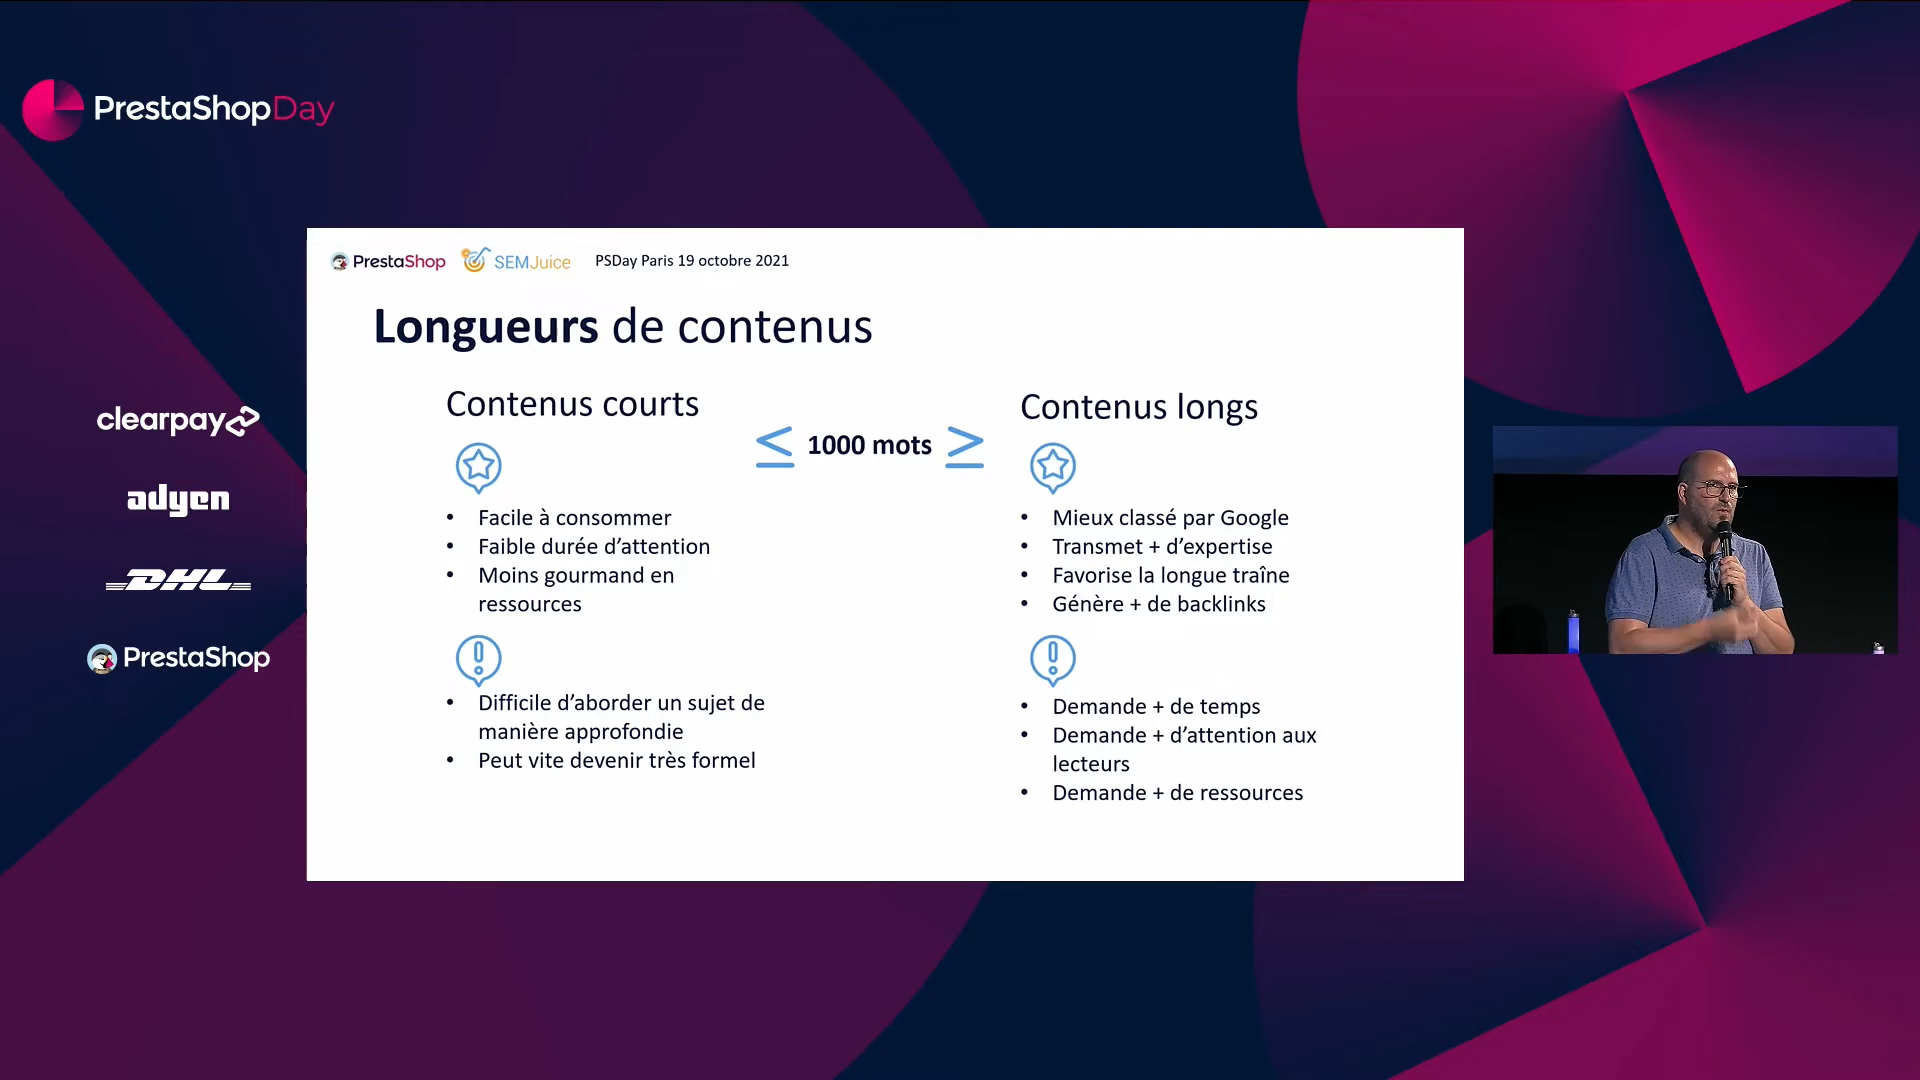 PrestaShopDay
clearpay
adyen
DHL
PrestaShop
PrestaShop SEMJuice PSDay Paris 19 octobre 2021
Longueurs de contenus
Contenus courts
• Facile à consommer
• Faible durée d’attention
• Moins gourmand en
ressources
• Difficile d’aborder un sujet de
manière approfondie
• Peut vite devenir très formel
≤ 1000 mots ≥
Contenus longs
• Mieux classé par Google
• Transmet + d’expertise
• Favorise la longue traîne
• Génère + de backlinks
• Demande + de temps
• Demande + d’attention aux
lecteurs
• Demande + de ressources